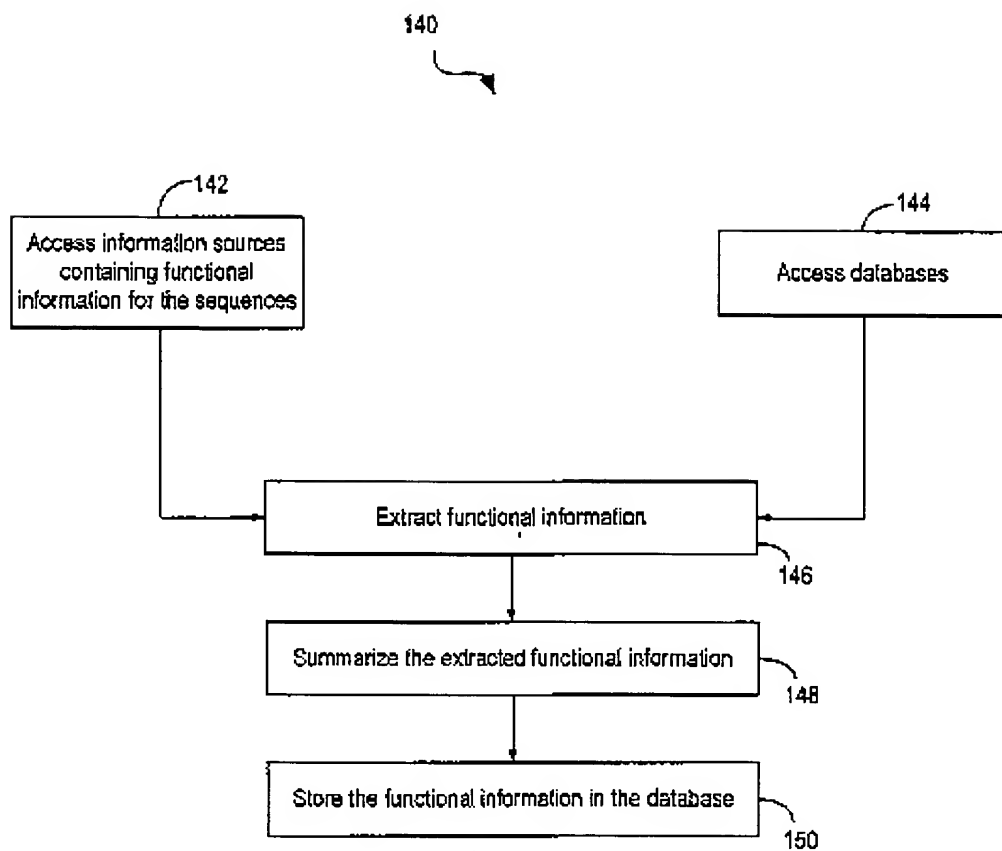 140
142
Access information sources
containing functional
information for the sequences
144
Access databases
Extract functional information
146
Summarize the extracted functional information
148
Store the functional information in the database
150